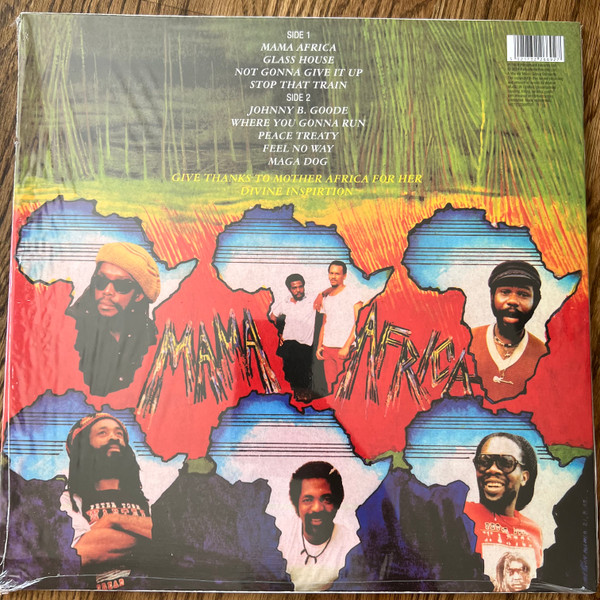 SIDE 1
MAMA AFRICA
GLASS HOUSE
NOT GONNA GIVE IT UP
STOP THAT TRAIN
SIDE 2
JOHNNY B. GOODE
WHERE YOU GONNA RUN
PEACE TREATY
FEEL NO WAY
MAGA DOG
GIVE THANKS TO MOTHER AFRICA FOR HER
DIVINE INSPIRTION
MAMA AFRICA
PETER TOSH